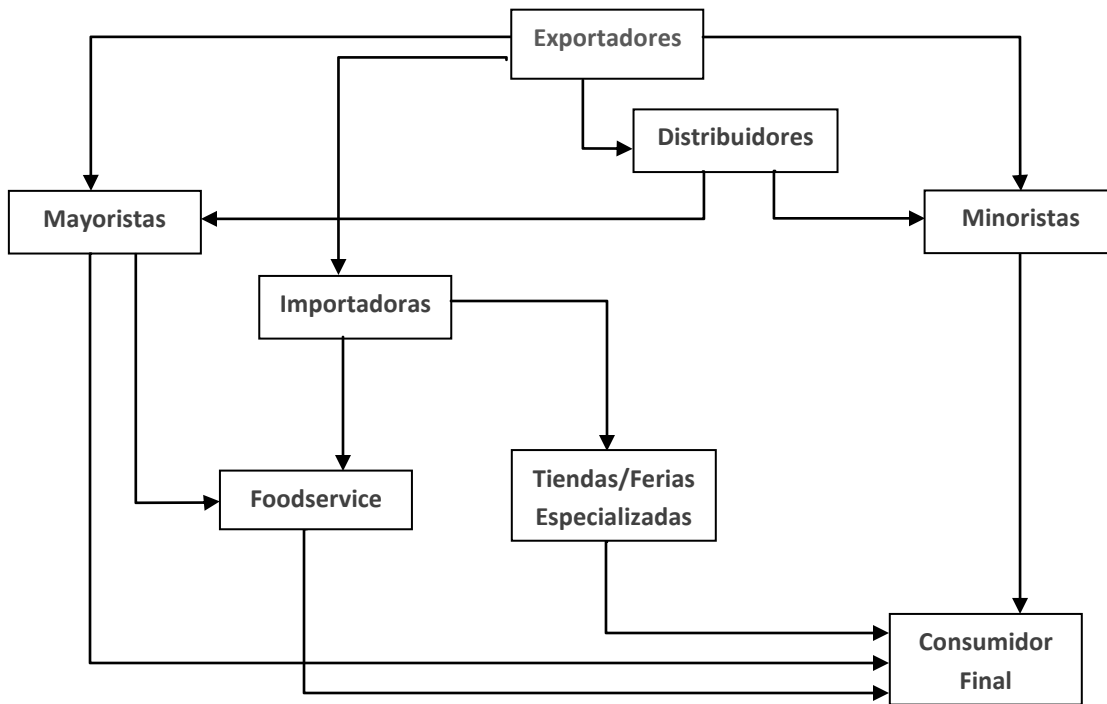 Exportadores
Distribuidores
Mayoristas
Minoristas
Importadoras
Foodservice
Tiendas/Ferias
Especializadas
Consumidor
Final